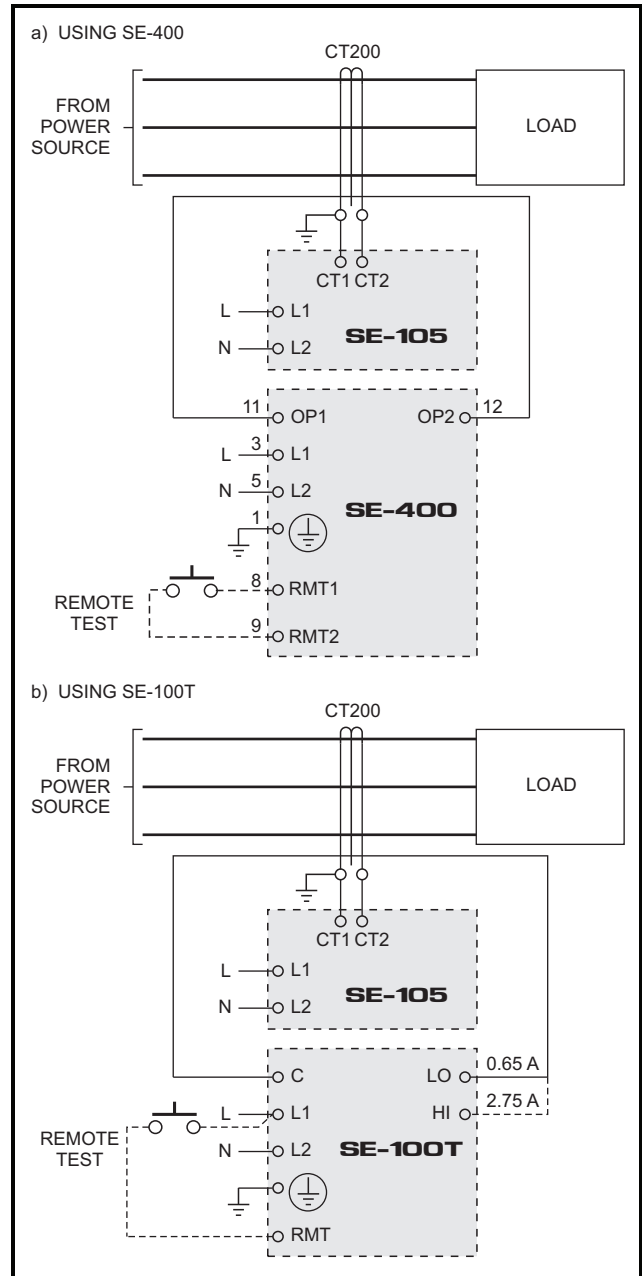 a) USING SE-400
CT200
FROM
POWER
SOURCE
LOAD
CT1 CT2
L L1
N L2
SE-105
11 OP1 OP2 12
L 3 L1
N 5 L2
SE-400
1
REMOTE
TEST
8 RMT1
9 RMT2
b) USING SE-100T
CT200
FROM
POWER
SOURCE
LOAD
CT1 CT2
L L1
N L2
SE-105
C LO 0.65 A
L L1 HI 2.75 A
REMOTE
TEST
N L2 SE-100T
RMT